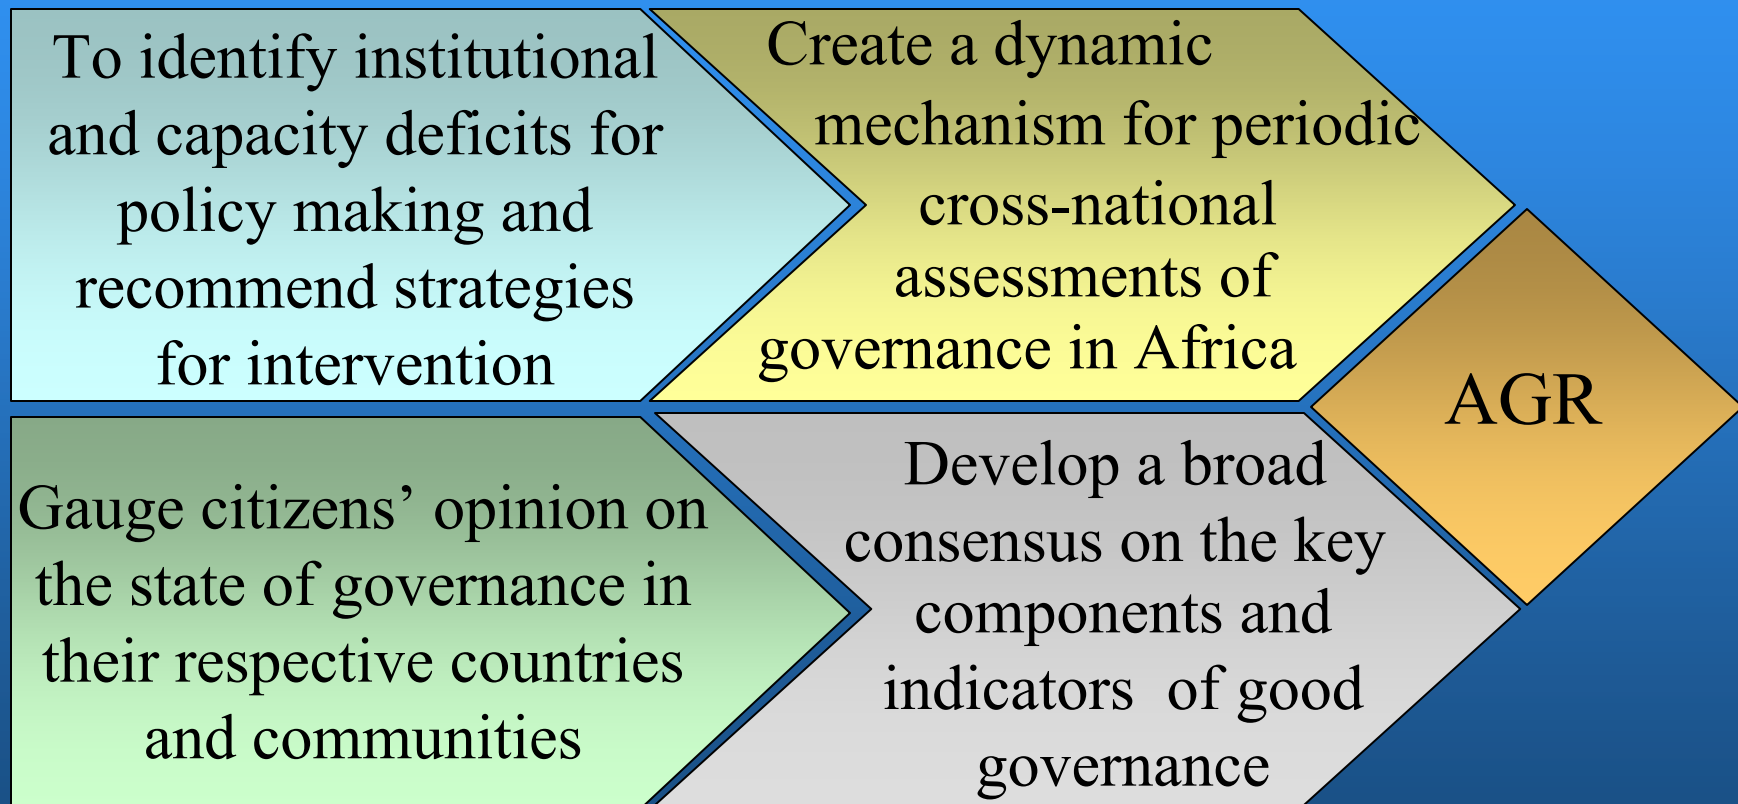 To identify institutional
and capacity deficits for
policy making and
recommend strategies
for intervention
Create a dynamic
mechanism for periodic
cross-national
assessments of
governance in Africa
Gauge citizens’ opinion on
the state of governance in
their respective countries
and communities
Develop a broad
consensus on the key
components and
indicators  of good
governance
AGR